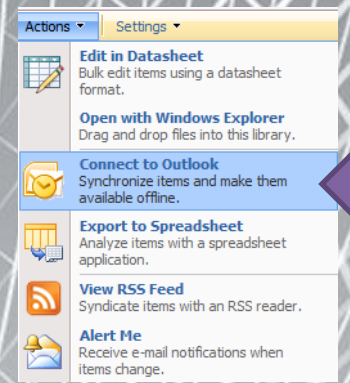 Actions Settings
Edit in Datasheet
Bulk edit items using a datasheet
format.
Open with Windows Explorer
Drag and drop files into this library.
Connect to Outlook
Synchronize items and make them
available offline.
Export to Spreadsheet
Analyze items with a spreadsheet
application.
View RSS Feed
Syndicate items with an RSS reader.
Alert Me
Receive e-mail notifications when
items change.